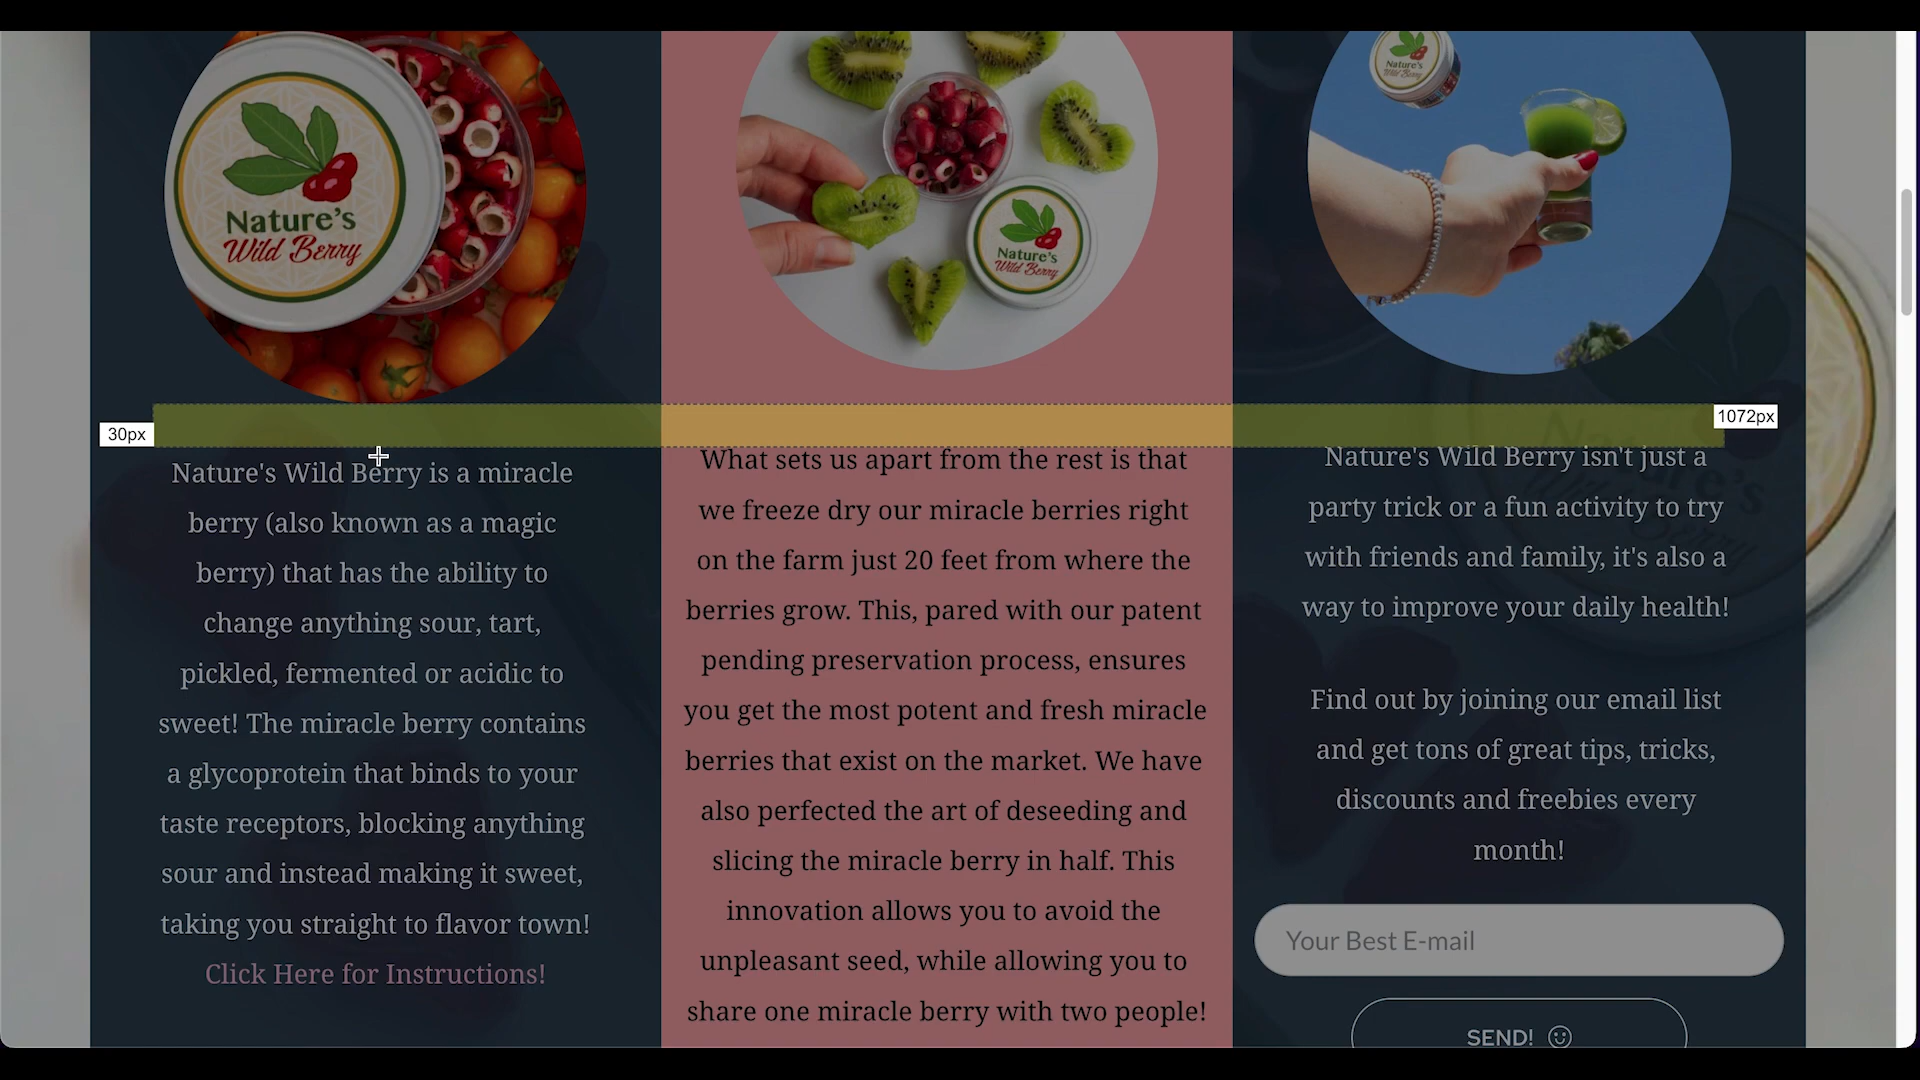 Nature's
Wild Berry
Nature's
Wild Berry
Nature's
Wild Berry
30px
1072px
Nature's Wild Berry is a miracle
berry (also known as a magic
berry) that has the ability to
change anything sour, tart,
pickled, fermented or acidic to
sweet! The miracle berry contains
a glycoprotein that binds to your
taste receptors, blocking anything
sour and instead making it sweet,
taking you straight to flavor town!
Click Here for Instructions!
What sets us apart from the rest is that
we freeze dry our miracle berries right
on the farm just 20 feet from where the
berries grow. This, pared with our patent
pending preservation process, ensures
you get the most potent and fresh miracle
berries that exist on the market. We have
also perfected the art of deseeding and
slicing the miracle berry in half. This
innovation allows you to avoid the
unpleasant seed, while allowing you to
share one miracle berry with two people!
Nature's Wild Berry isn't just a
party trick or a fun activity to try
with friends and family, it's also a
way to improve your daily health!
Find out by joining our email list
and get tons of great tips, tricks,
discounts and freebies every
month!
Your Best E-mail
SEND!
Nature's
Wild Berry